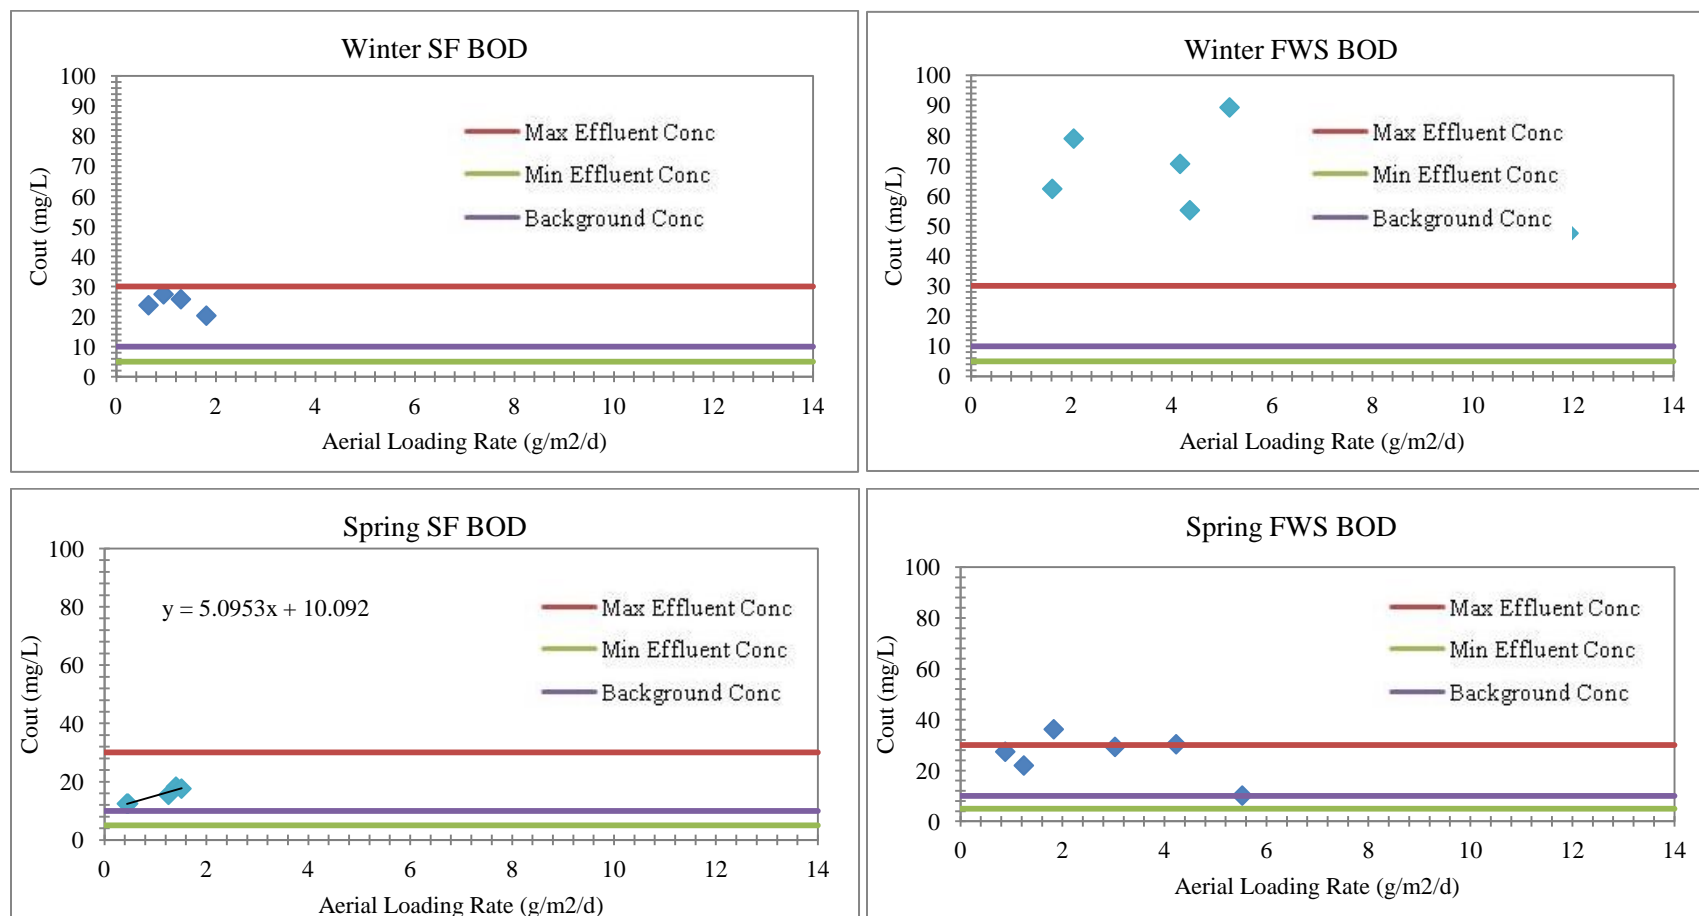 Winter SF BOD
100
90
80
70
60
50
40
30
20
10
0
Cout (mg/L)
Max Effluent Conc
Min Effluent Conc
Background Conc
0 2 4 6 8 10 12 14
Aerial Loading Rate (g/m2/d)
Winter FWS BOD
100
90
80
70
60
50
40
30
20
10
0
Cout (mg/L)
Max Effluent Conc
Min Effluent Conc
Background Conc
0 2 4 6 8 10 12 14
Aerial Loading Rate (g/m2/d)
Spring SF BOD
100
80
60
40
20
0
Cout (mg/L)
y = 5.0953x + 10.092
Max Effluent Conc
Min Effluent Conc
Background Conc
0 2 4 6 8 10 12 14
Aerial Loading Rate (g/m2/d)
Spring FWS BOD
100
80
60
40
20
0
Cout (mg/L)
Max Effluent Conc
Min Effluent Conc
Background Conc
0 2 4 6 8 10 12 14
Aerial Loading Rate (g/m2/d)